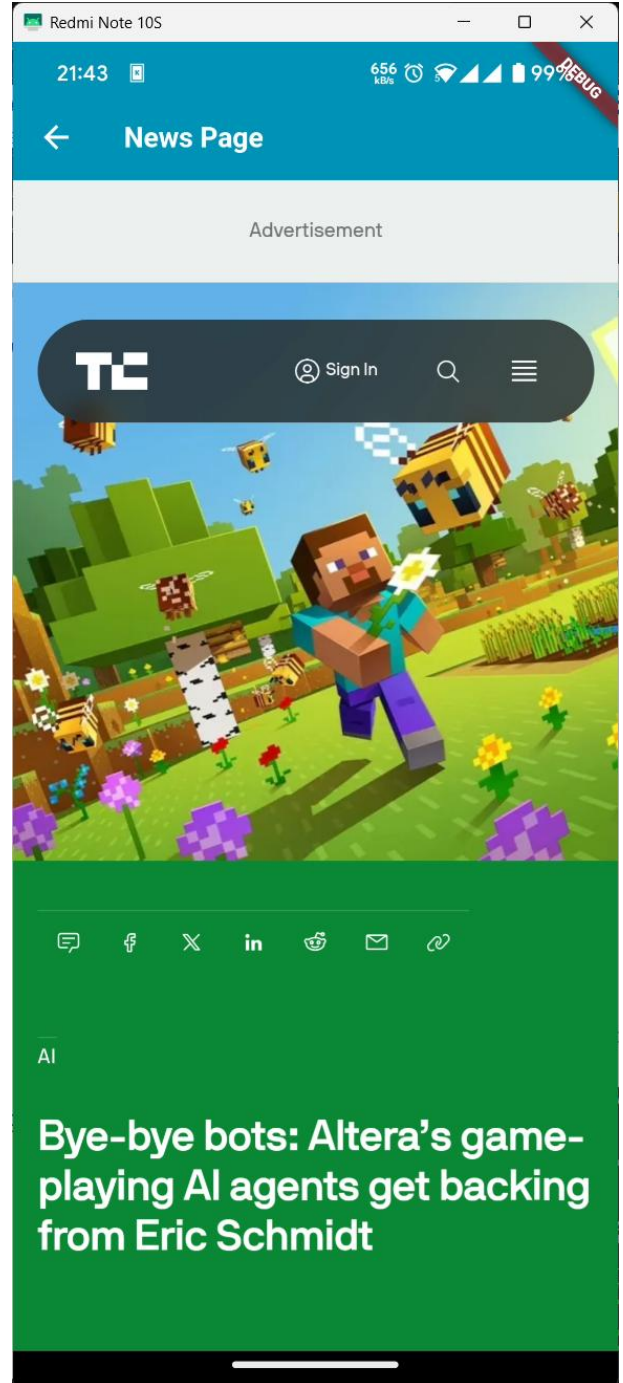 Redmi Note 10S
21:43
656
kB/s
99%
DEBUG
News Page
Advertisement
TC
Sign In
AI
Bye-bye bots: Altera’s game-
playing AI agents get backing
from Eric Schmidt